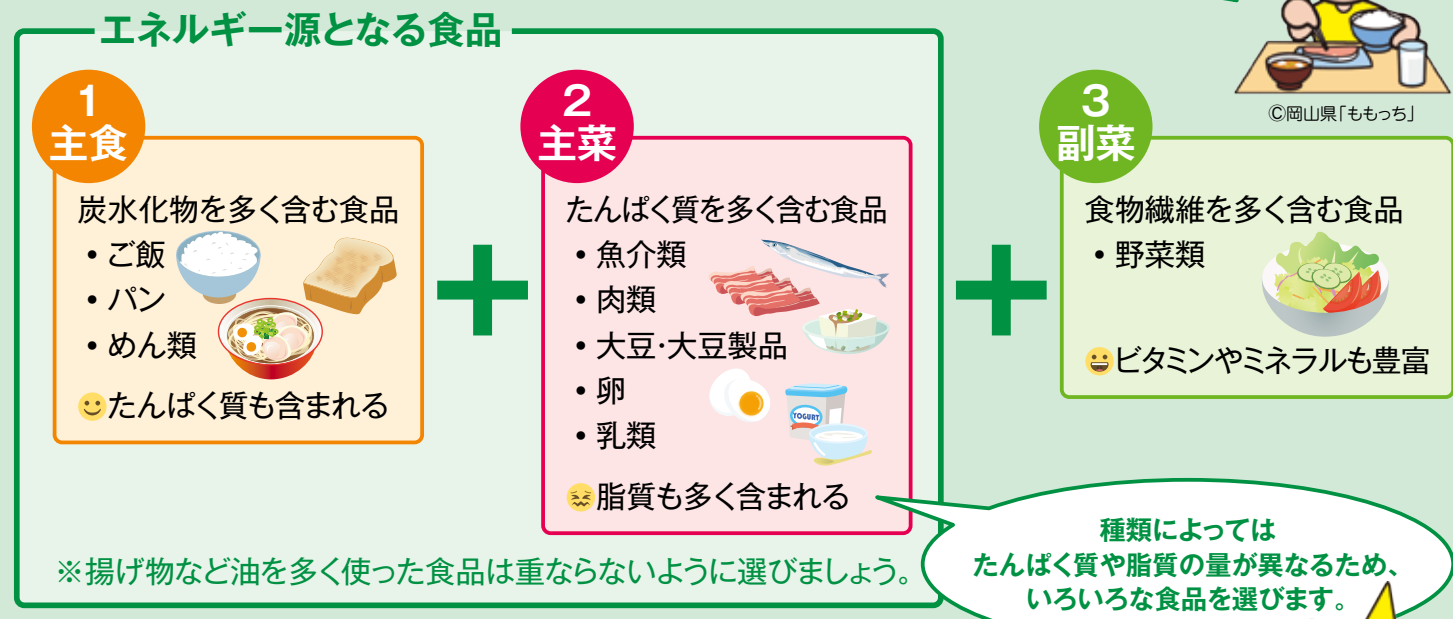 エネルギー源となる食品
©岡山県「ももっち」
1
主食
炭水化物を多く含む食品
• ご飯
• パン
• めん類
たんぱく質も含まれる
2
主菜
たんぱく質を多く含む食品
• 魚介類
• 肉類
• 大豆・大豆製品
• 卵
• 乳類
YOGURT
脂質も多く含まれる
3
副菜
食物繊維を多く含む食品
• 野菜類
ビタミンやミネラルも豊富
※揚げ物など油を多く使った食品は重ならないように選びましょう。
種類によっては
たんぱく質や脂質の量が異なるため、
いろいろな食品を選びます。